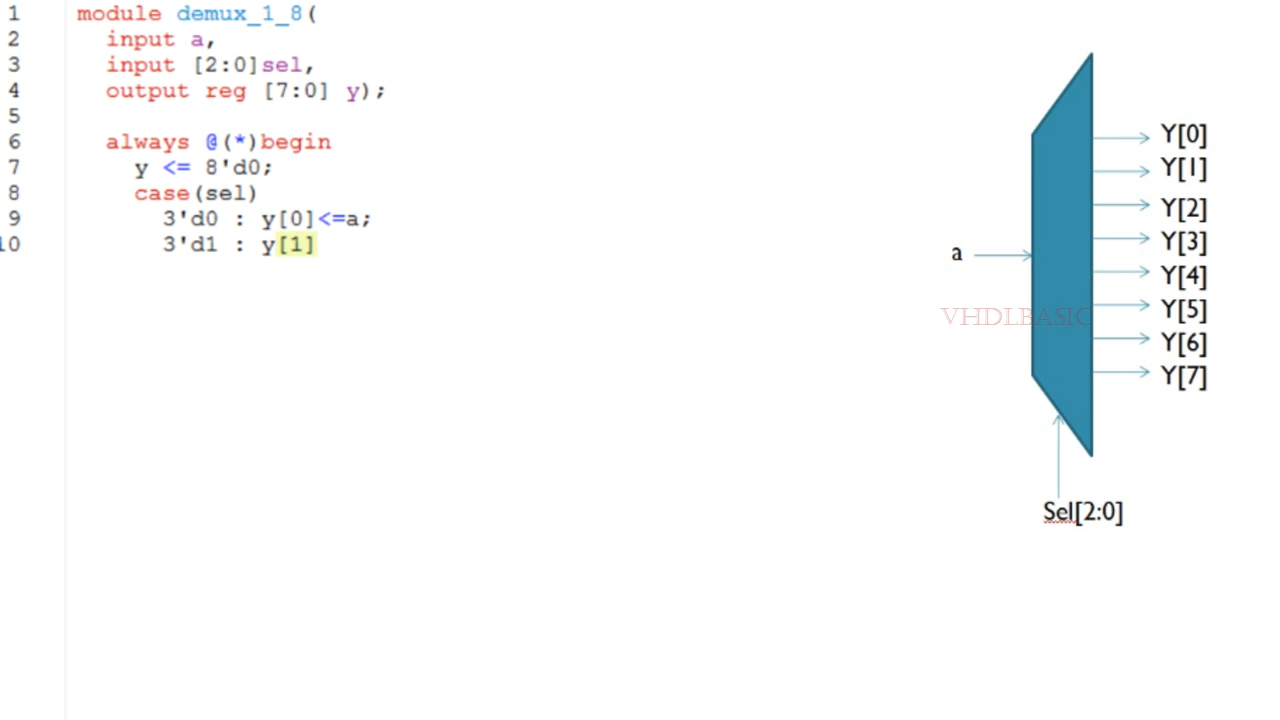 1 module demux_1_8(
2 input a,
3 input [2:0]sel,
4 output reg [7:0] y);
5
6 always @(*)begin
7 y <= 8'd0;
8 case(sel)
9 3'd0 : y[0]<=a;
10 3'd1 : y[1]
Y[0]
Y[1]
Y[2]
Y[3]
a
Y[4]
Y[5]
VHDLBASIC
Y[6]
Y[7]
Sel[2:0]